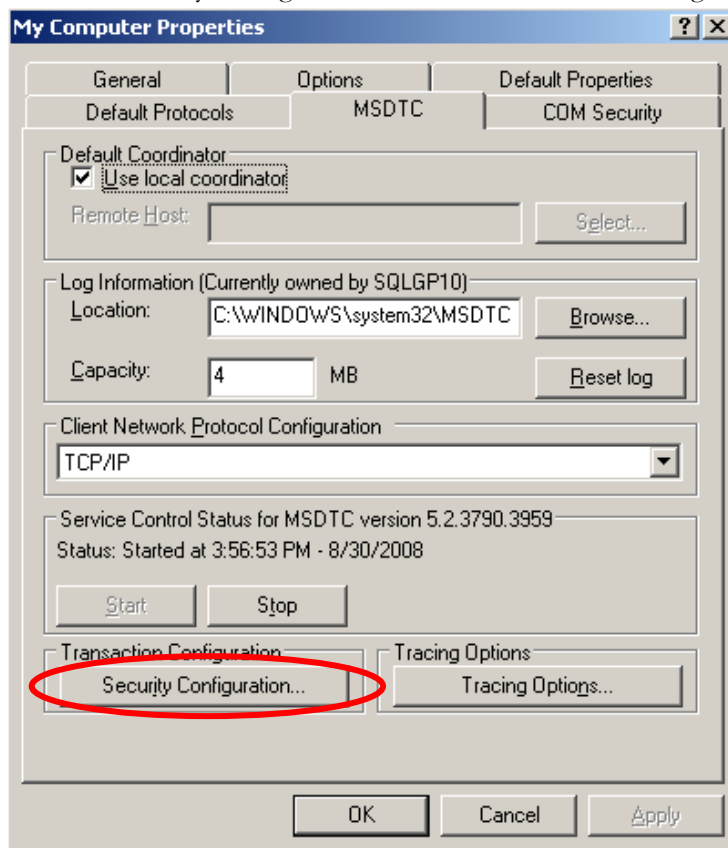 My Computer Properties
General Options Default Properties
Default Protocols MSDTC COM Security
Default Coordinator
Use local coordinator
Remote Host: Select...
Log Information (Currently owned by SQLGP10)
Location: C:\WINDOWS\system32\MSDTC Browse...
Capacity: 4 MB Reset log
Client Network Protocol Configuration
TCP/IP
Service Control Status for MSDTC version 5.2.3790.3959
Status: Started at 3:56:53 PM - 8/30/2008
Start Stop
Transaction Configuration Tracing Options
Security Configuration... Tracing Options...
OK Cancel Apply